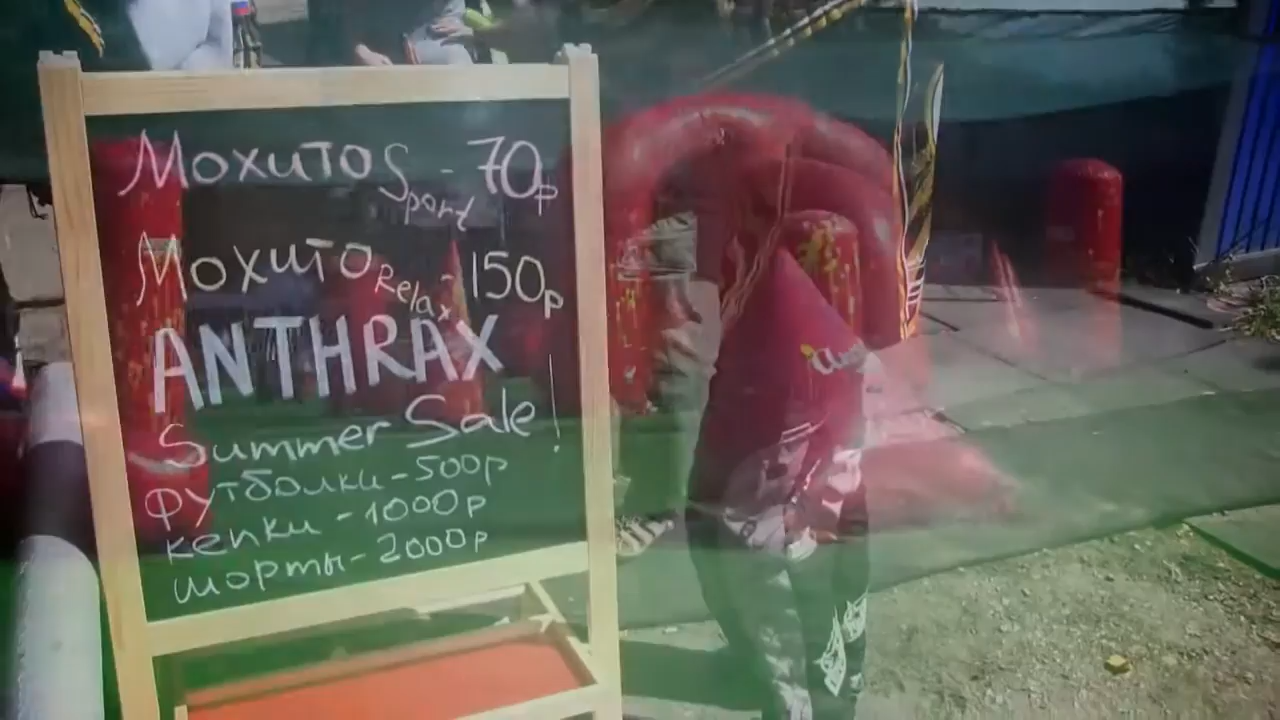 Мохито Sport - 70р
Мохито Relax - 150р
ANTHRAX
Summer Sale!
Футболки - 500р
кепки - 1000р
шорты - 2000р